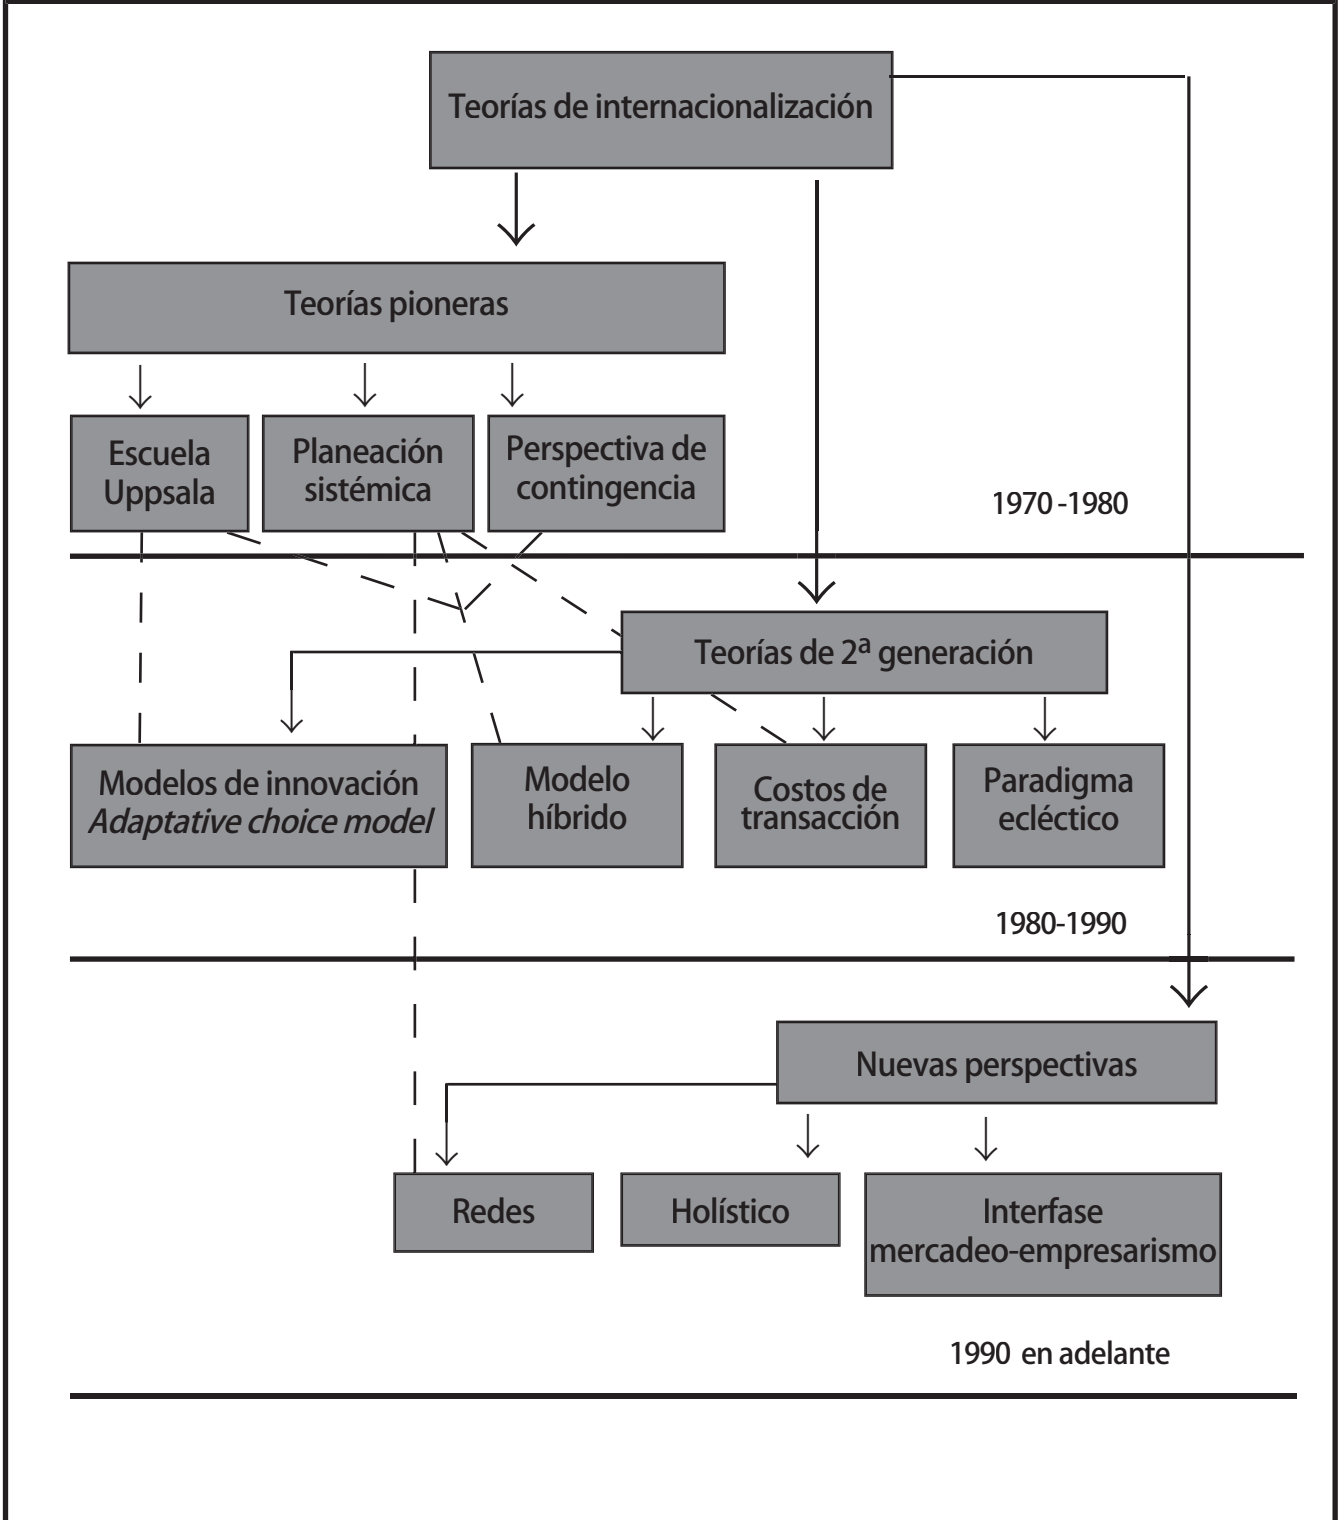 Teorías de internacionalización
Teorías pioneras
Escuela
Uppsala
Planeación
sistémica
Perspectiva de
contingencia
1970 -1980
Teorías de 2ª generación
Modelos de innovación
Adaptative choice model
Modelo
híbrido
Costos de
transacción
Paradigma
ecléctico
1980-1990
Nuevas perspectivas
Redes
Holístico
Interfase
mercadeo-empresarismo
1990 en adelante